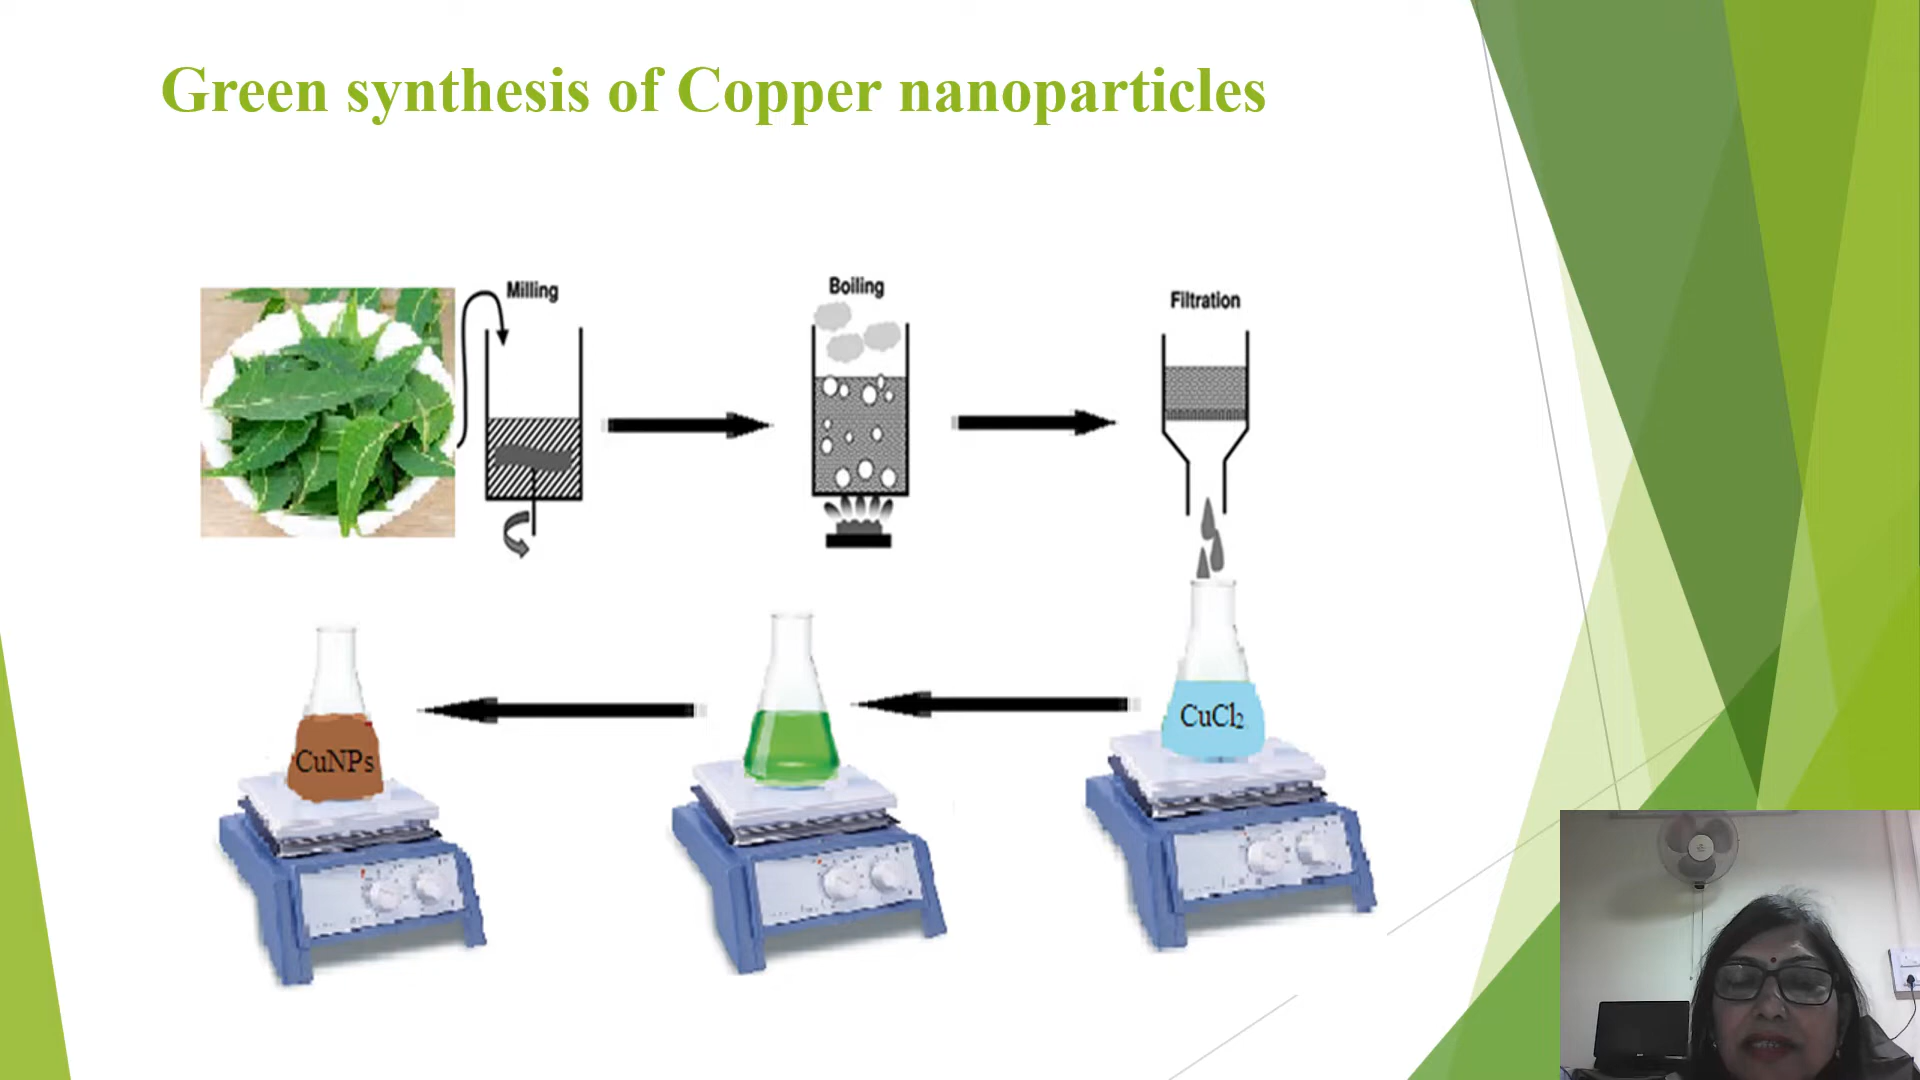 Green synthesis of Copper nanoparticles
Milling
Boiling
Filtration
CuNPs
CuCl₂